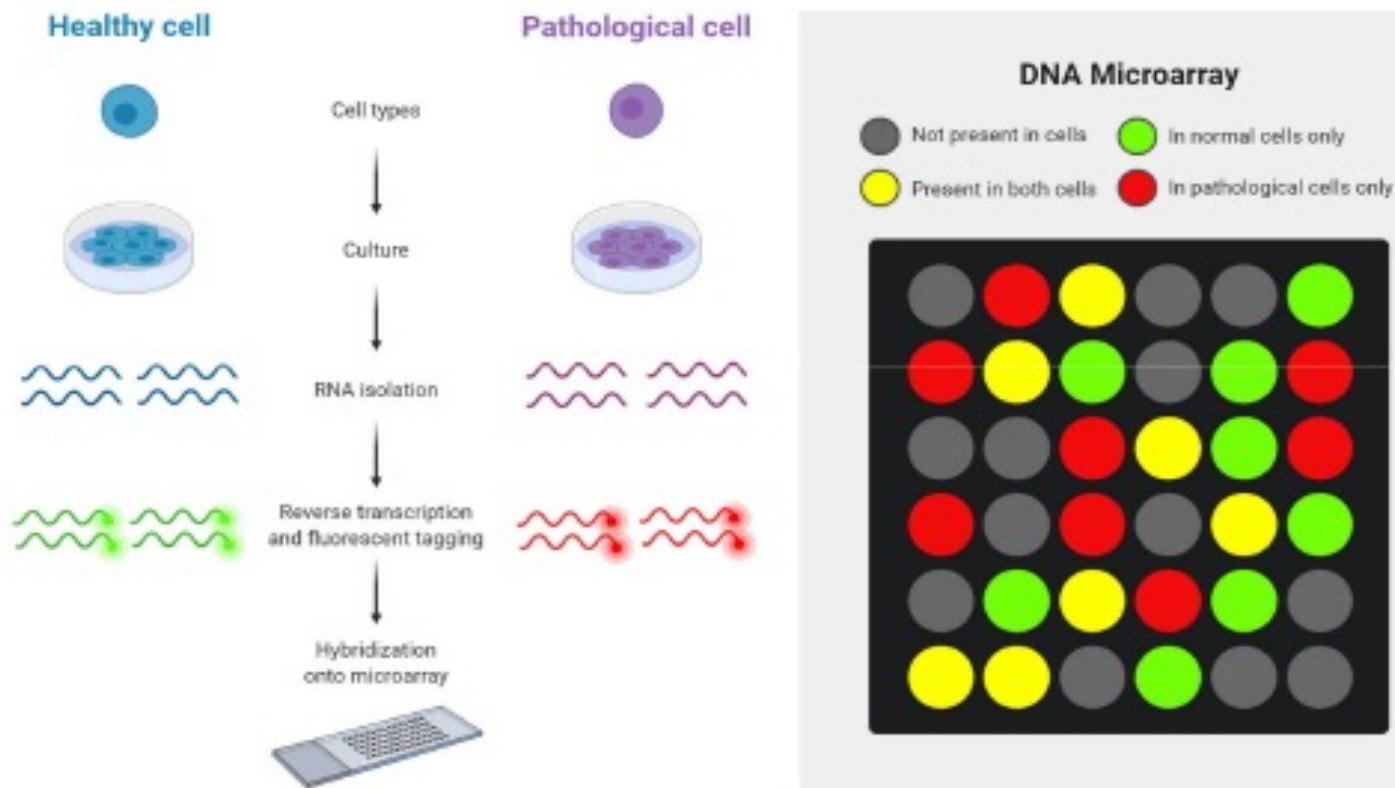 Healthy cell
Pathological cell
Cell types
Culture
RNA isolation
Reverse transcription
and fluorescent tagging
Hybridization
onto microarray
DNA Microarray
Not present in cells
In normal cells only
Present in both cells
In pathological cells only